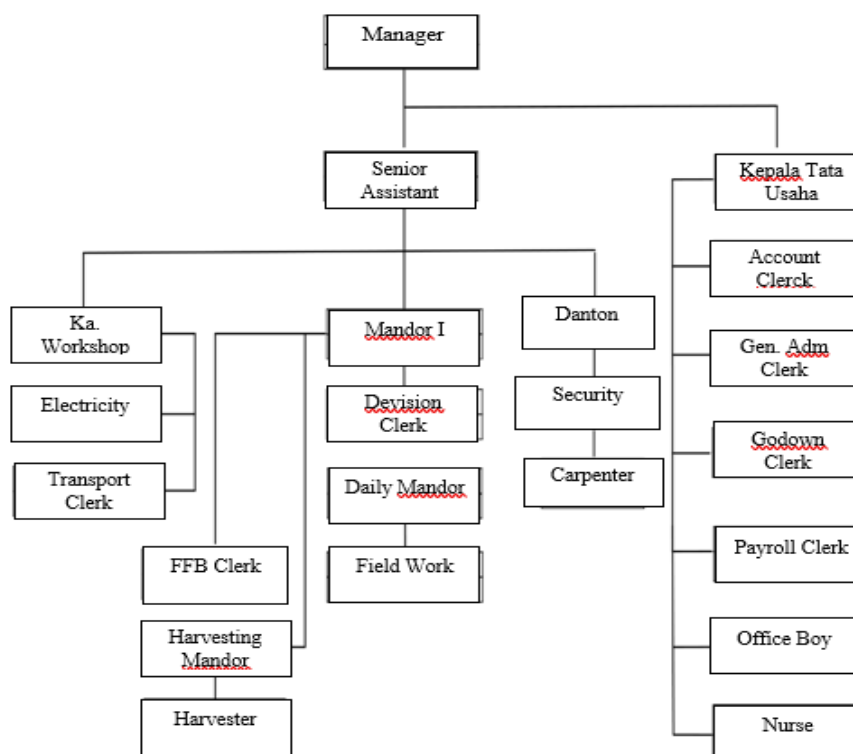 Manager
Senior
Assistant
Kepala Tata
Usaha
Account
Clerck
Gen. Adm
Clerk
Godown
Clerk
Payroll Clerk
Office Boy
Nurse
Ka.
Workshop
Electricity
Transport
Clerk
Mandor I
Devision
Clerk
Daily Mandor
Field Work
FFB Clerk
Harvesting
Mandor
Harvester
Danton
Security
Carpenter